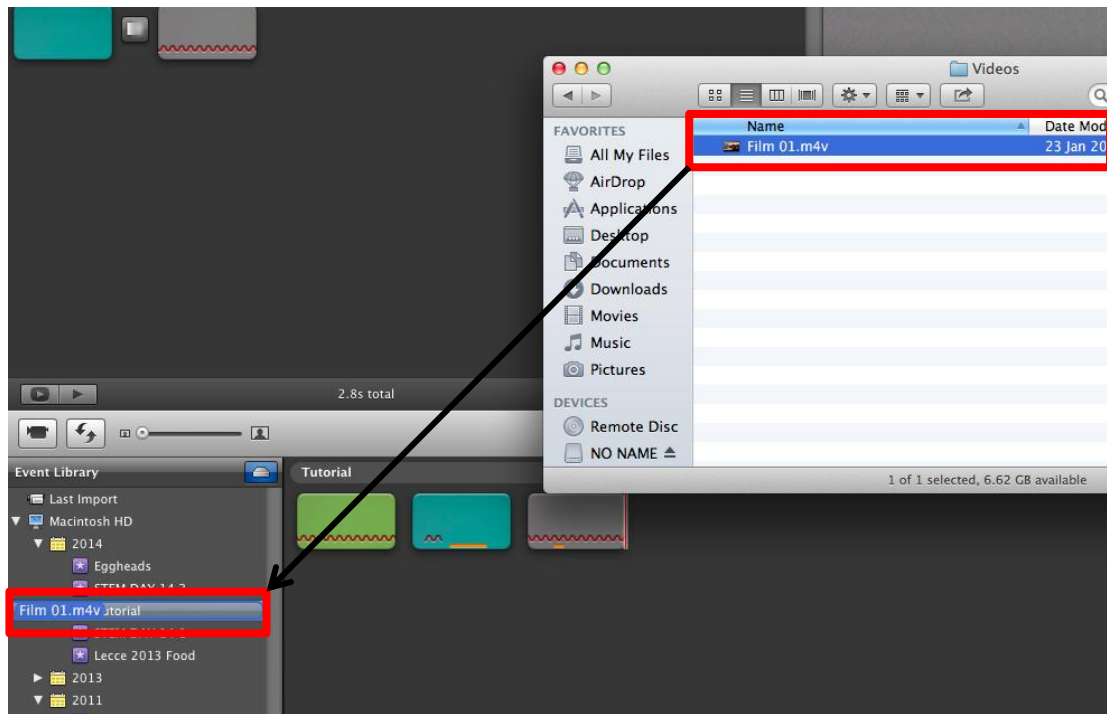 Videos
FAVORITES
Name
Date Mod
Film 01.m4v
23 Jan 20
All My Files
AirDrop
Applications
Desktop
Documents
Downloads
Movies
Music
Pictures
DEVICES
Remote Disc
NO NAME
1 of 1 selected, 6.62 GB available
2.8s total
Event Library
Tutorial
Last Import
Macintosh HD
2014
Eggheads
Film 01.m4v
Lecce 2013 Food
2013
2011